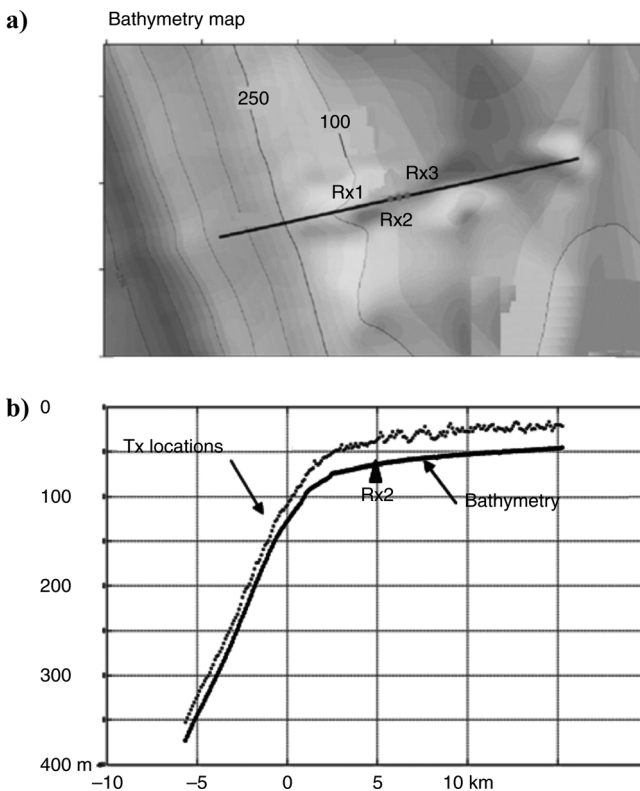 a)
Bathymetry map
250
100
Rx3
Rx1
Rx2
b)
0
Tx locations
100
Rx2
Bathymetry
200
300
400 m
–10 –5 0 5 10 km